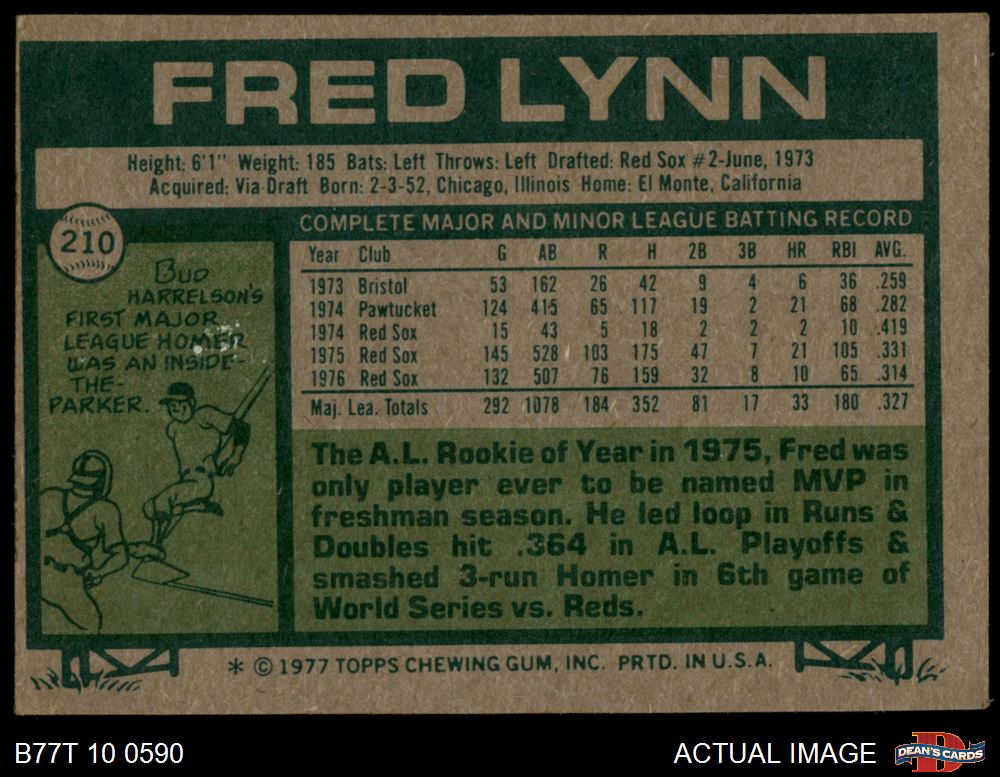 FRED LYNN
Height: 6'1" Weight: 185 Bats: Left Throws: Left Drafted: Red Sox #2-June, 1973
Acquired: Via Draft Born: 2-3-52, Chicago, Illinois Home: El Monte, California
210
BUD
HARRELSON'S
FIRST MAJOR
LEAGUE HOMER
WAS AN INSIDE-
THE-
PARKER.
COMPLETE MAJOR AND MINOR LEAGUE BATTING RECORD
Year Club G AB R H 2B 3B HR RBI AVG.
1973 Bristol 53 162 26 42 9 4 6 36 .259
1974 Pawtucket 124 415 65 117 19 2 21 68 .282
1974 Red Sox 15 43 5 18 2 2 2 10 .419
1975 Red Sox 145 528 103 175 47 7 21 105 .331
1976 Red Sox 132 507 76 159 32 8 10 65 .314
Maj. Lea. Totals 292 1078 184 352 81 17 33 180 .327
The A.L. Rookie of Year in 1975, Fred was
only player ever to be named MVP in
freshman season. He led loop in Runs &
Doubles hit .364 in A.L. Playoffs &
smashed 3-run Homer in 6th game of
World Series vs. Reds.
* © 1977 TOPPS CHEWING GUM, INC. PRTD. IN U.S.A.
B77T 10 0590
ACTUAL IMAGE
D
DEAN'S CARDS